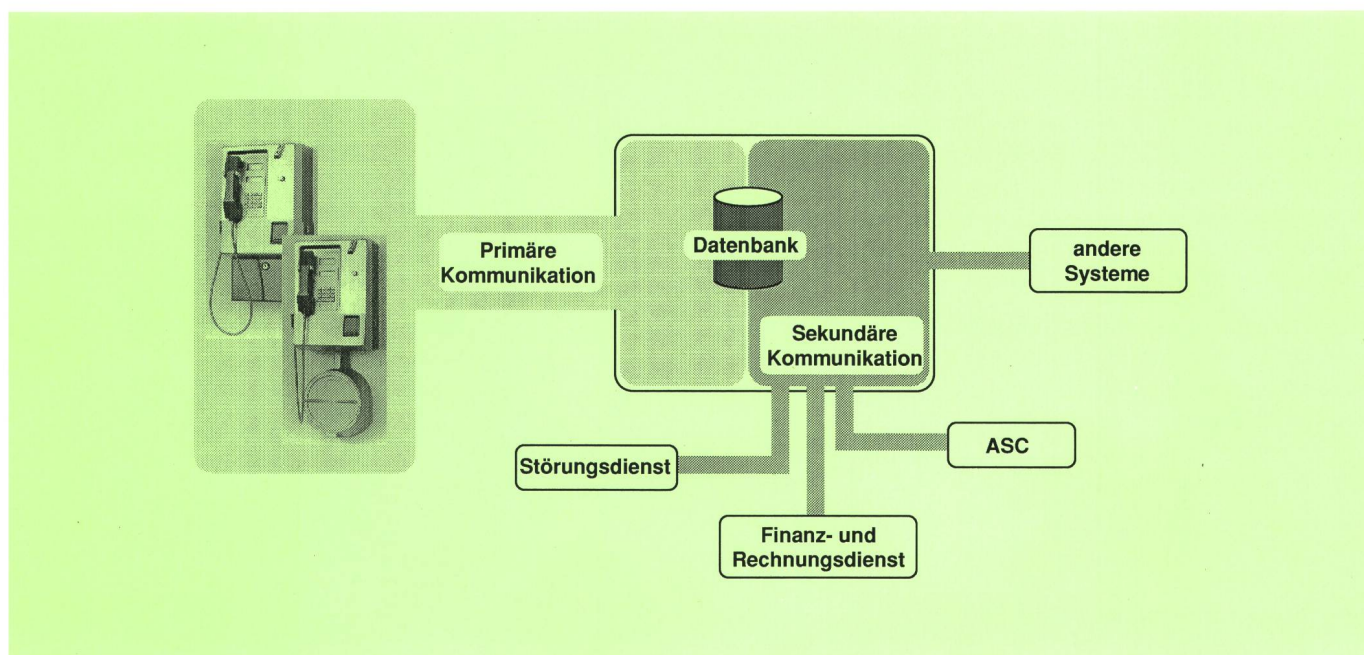 Primäre
Kommunikation
Datenbank
andere
Systeme
Sekundäre
Kommunikation
Störungsdienst
ASC
Finanz- und
Rechnungsdienst